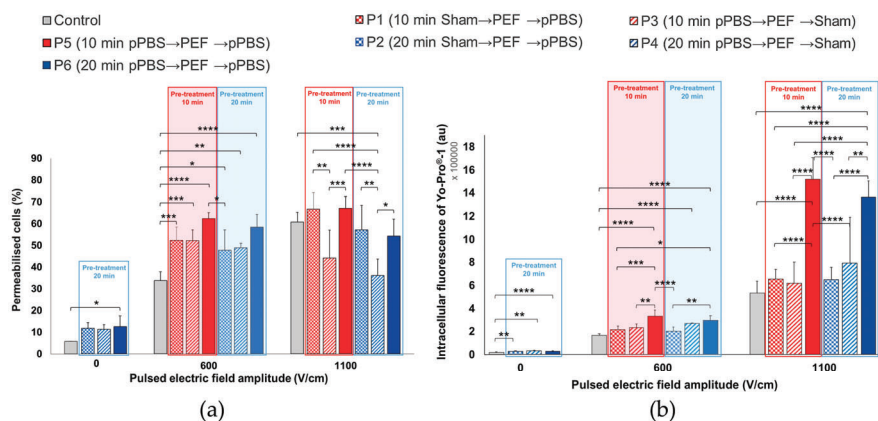 Control
P5 (10 min pPBS→PEF →pPBS)
P6 (20 min pPBS→PEF →pPBS)
P1 (10 min Sham→PEF →pPBS)
P2 (20 min Sham→PEF →pPBS)
P3 (10 min pPBS→PEF→Sham)
P4 (20 min pPBS→PEF→Sham)
Permeabilised cells (%)
90
80
70
60
50
40
30
20
10
0
Pre-treatment
20 min
*
0
Pre-treatment
10 min
Pre-treatment
20 min
****
**
*
****
***
***
*
600
Pre-treatment
10 min
Pre-treatment
20 min
***
****
**
****
***
**
*
1100
Pulsed electric field amplitude (V/cm)
(a)
Intracellular fluorescence of Yo-Pro®-1 (au)
x 100000
18
16
14
12
10
8
6
4
2
0
Pre-treatment
20 min
****
**
**
0
Pre-treatment
10 min
Pre-treatment
20 min
****
****
****
*
***
****
**
**
600
Pre-treatment
10 min
Pre-treatment
20 min
****
****
****
****
**
****
****
****
****
****
1100
Pulsed electric field amplitude (V/cm)
(b)